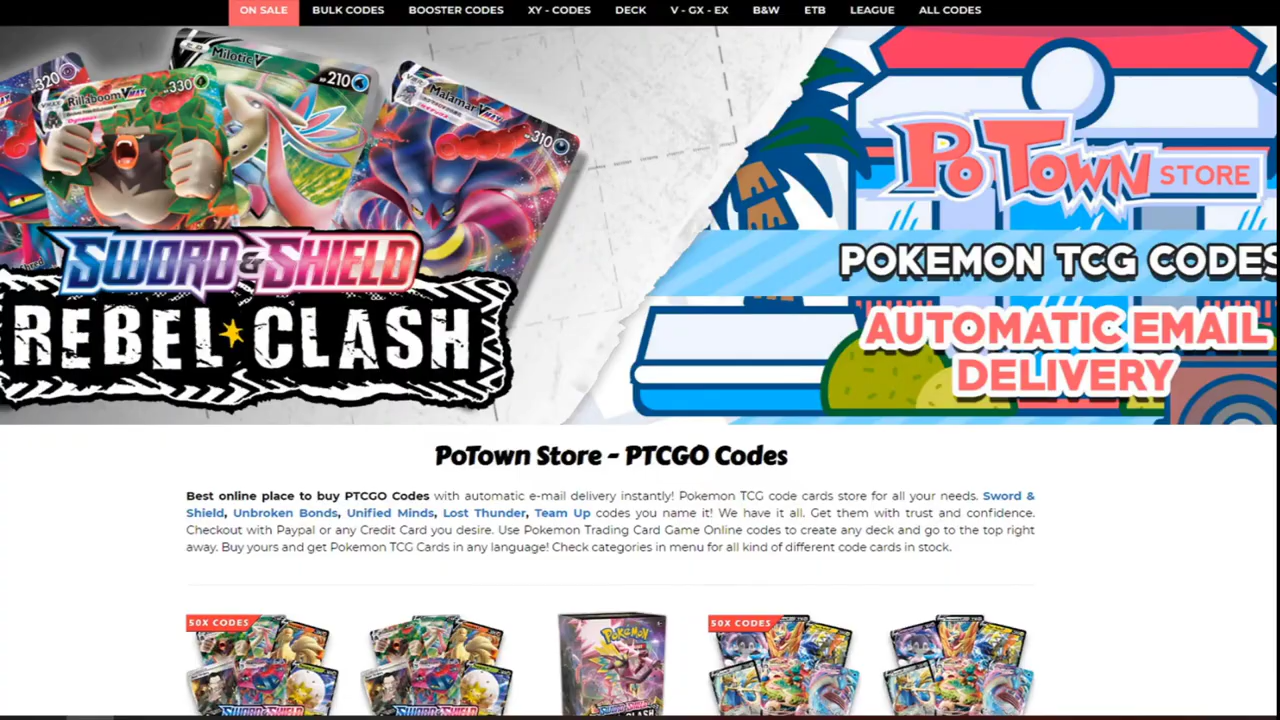 ON SALE BULK CODES BOOSTER CODES XY - CODES DECK V - GX - EX B&W ETB LEAGUE ALL CODES
320
Rillaboom VMAX 330
Milotic V 210
Malamar VMAX 310
SWORD & SHIELD
REBEL CLASH
POTOWN STORE
POKEMON TCG CODES
AUTOMATIC EMAIL
DELIVERY
PoTown Store - PTCGO Codes
Best online place to buy PTCGO Codes with automatic e-mail delivery instantly! Pokemon TCG code cards store for all your needs. Sword &
Shield, Unbroken Bonds, Unified Minds, Lost Thunder, Team Up codes you name it! We have it all. Get them with trust and confidence.
Checkout with Paypal or any Credit Card you desire. Use Pokemon Trading Card Game Online codes to create any deck and go to the top right
away. Buy yours and get Pokemon TCG Cards in any language! Check categories in menu for all kind of different code cards in stock.
50X CODES
POKÉMON
50X CODES
SWORD & SHIELD
SWORD & SHIELD